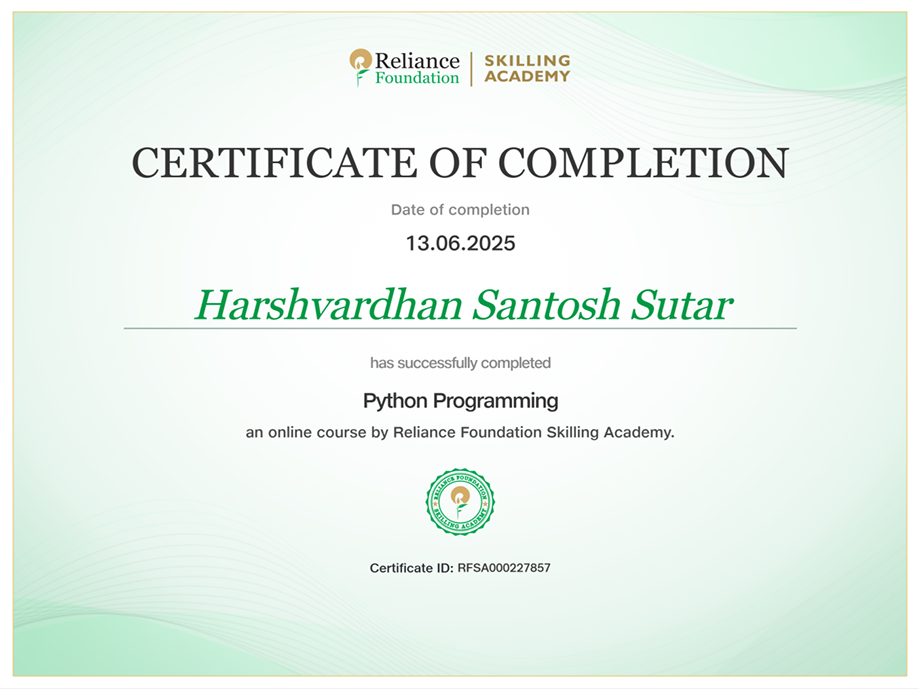 Reliance Foundation | SKILLING ACADEMY
CERTIFICATE OF COMPLETION
Date of completion
13.06.2025
Harshvardhan Santosh Sutar
has successfully completed
Python Programming
an online course by Reliance Foundation Skilling Academy.
RELIANCE FOUNDATION
SKILLING ACADEMY
Certificate ID: RFSA000227857